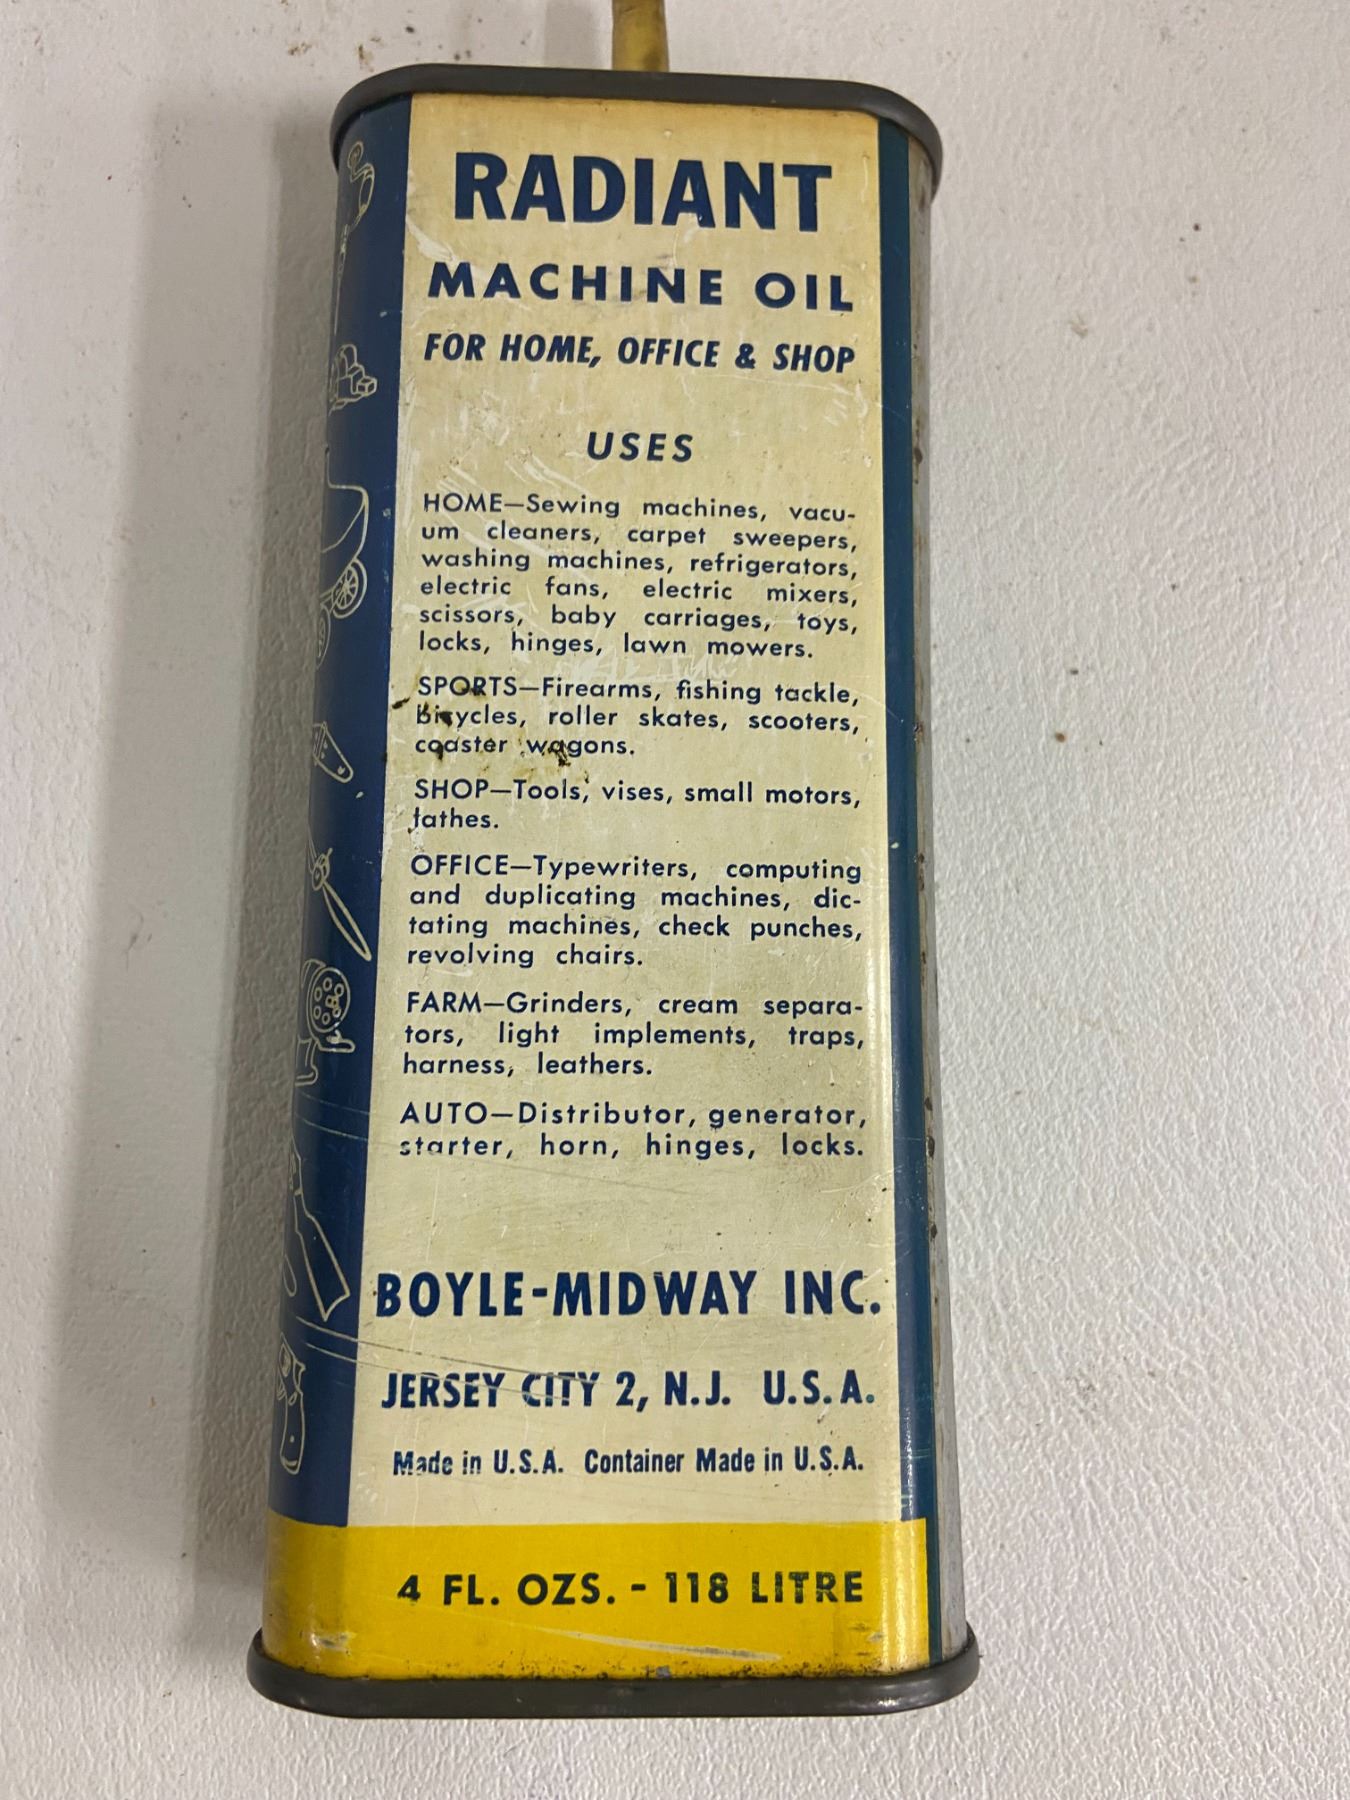 RADIANT
MACHINE OIL
FOR HOME, OFFICE & SHOP
USES
HOME—Sewing machines, vacu-
um cleaners, carpet sweepers,
washing machines, refrigerators,
electric fans, electric mixers,
scissors, baby carriages, toys,
locks, hinges, lawn mowers.
SPORTS—Firearms, fishing tackle,
bicycles, roller skates, scooters,
coaster wagons.
SHOP—Tools, vises, small motors,
lathes.
OFFICE—Typewriters, computing
and duplicating machines, dic-
tating machines, check punches,
revolving chairs.
FARM—Grinders, cream separa-
tors, light implements, traps,
harness, leathers.
AUTO—Distributor, generator,
starter, horn, hinges, locks.
BOYLE-MIDWAY INC.
JERSEY CITY 2, N.J. U.S.A.
Made in U.S.A. Container Made in U.S.A.
4 FL. OZS. - 118 LITRE